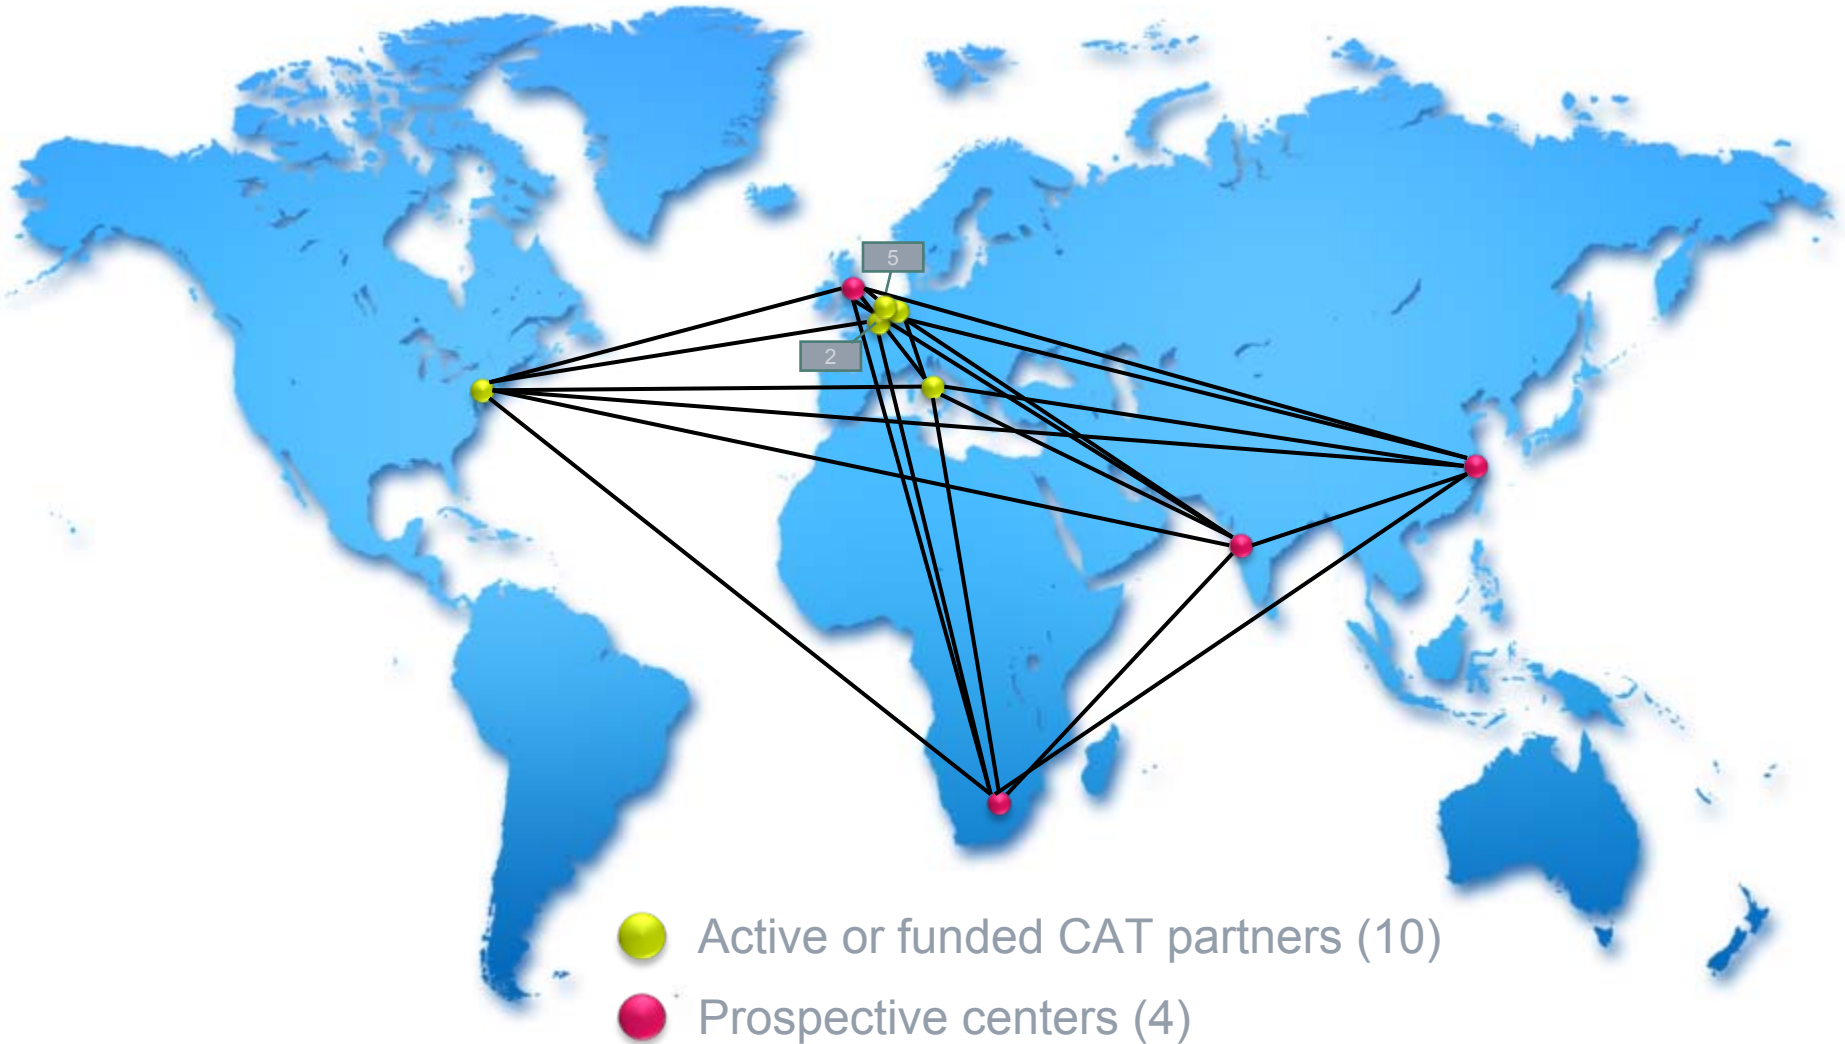 5
2
Active or funded CAT partners (10)
Prospective centers (4)